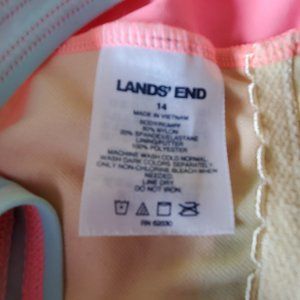 LANDS' END
14
MADE IN VIETNAM
BODY/KÖRPER
80% NYLON
20% SPANDEX/ELASTANE
LINING/FUTTER
100% POLYESTER
MACHINE WASH COLD NORMAL.
WASH DARK COLORS SEPARATELY.
ONLY NON-CHLORINE BLEACH WHEN
NEEDED.
LINE DRY.
DO NOT IRON.